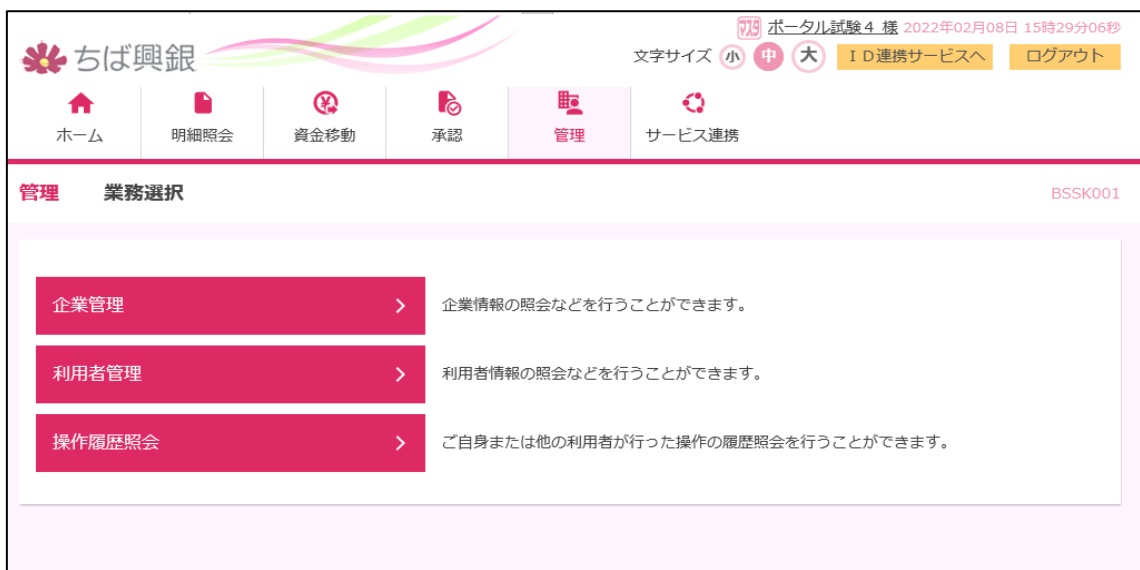 マスタ ポータル試験4 様 2022年02月08日 15時29分06秒
ちば興銀
文字サイズ 小 中 大 ID連携サービスへ ログアウト
ホーム 明細照会 資金移動 承認 管理 サービス連携
管理 業務選択 BSSK001
企業管理 企業情報の照会などを行うことができます。
利用者管理 利用者情報の照会などを行うことができます。
操作履歴照会 ご自身または他の利用者が行った操作の履歴照会を行うことができます。